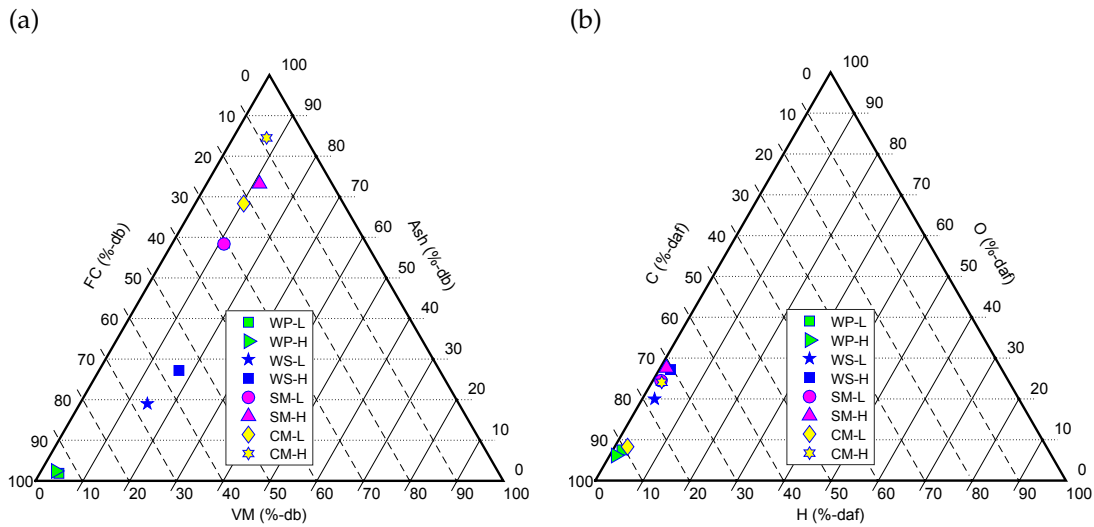 (a)
(b)
0
100
10
90
20
80
30
70
40
60
50
50
60
40
70
30
80
20
90
10
100
0
0
10
20
30
40
50
60
70
80
90
100
FC (%-db)
Ash (%-db)
VM (%-db)
WP-L
WP-H
WS-L
WS-H
SM-L
SM-H
CM-L
CM-H
0
100
10
90
20
80
30
70
40
60
50
50
60
40
70
30
80
20
90
10
100
0
0
10
20
30
40
50
60
70
80
90
100
C (%-daf)
O (%-daf)
H (%-daf)
WP-L
WP-H
WS-L
WS-H
SM-L
SM-H
CM-L
CM-H